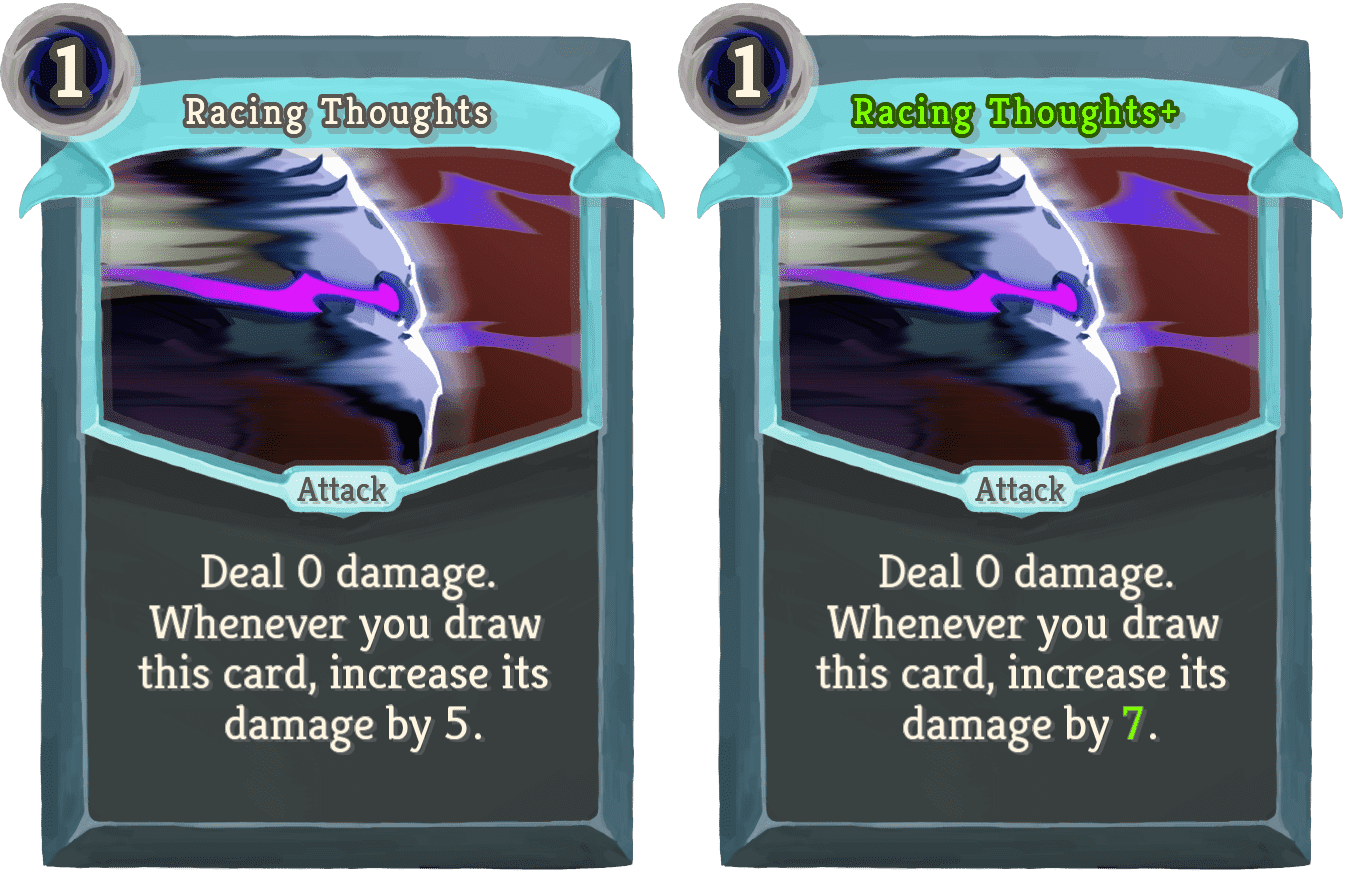 1
Racing Thoughts
Attack
Deal 0 damage.
Whenever you draw
this card, increase its
damage by 5.
1
Racing Thoughts+
Attack
Deal 0 damage.
Whenever you draw
this card, increase its
damage by 7.